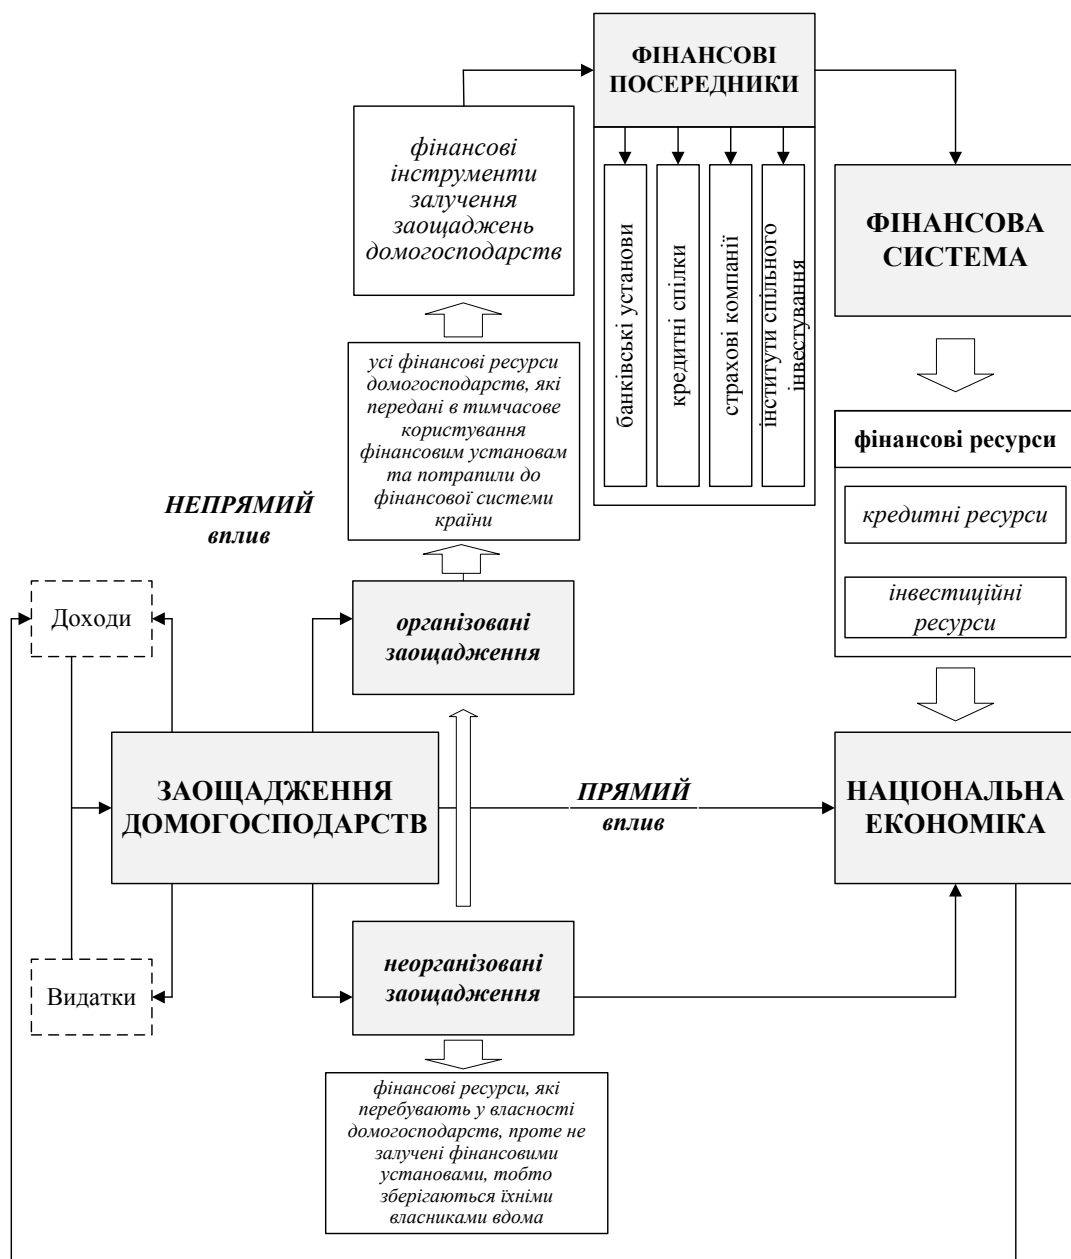 ФІНАНСОВІ
ПОСЕРЕДНИКИ
фінансові
інструменти
залучення
заощаджень
домогосподарств
банківські установи
кредитні спілки
страхові компанії
інститути спільного
інвестування
ФІНАНСОВА
СИСТЕМА
усі фінансові ресурси
домогосподарств, які
передані в тимчасове
користування
фінансовим установам
та потрапили до
фінансової системи
країни
фінансові ресурси
кредитні ресурси
інвестиційні
ресурси
НЕПРЯМИЙ
вплив
Доходи
організовані
заощадження
ЗАОЩАДЖЕННЯ
ДОМОГОСПОДАРСТВ
ПРЯМИЙ
вплив
НАЦІОНАЛЬНА
ЕКОНОМІКА
Видатки
неорганізовані
заощадження
фінансові ресурси, які
перебувають у власності
домогосподарств, проте не
залучені фінансовими
установами, тобто
зберігаються їхніми
власниками вдома